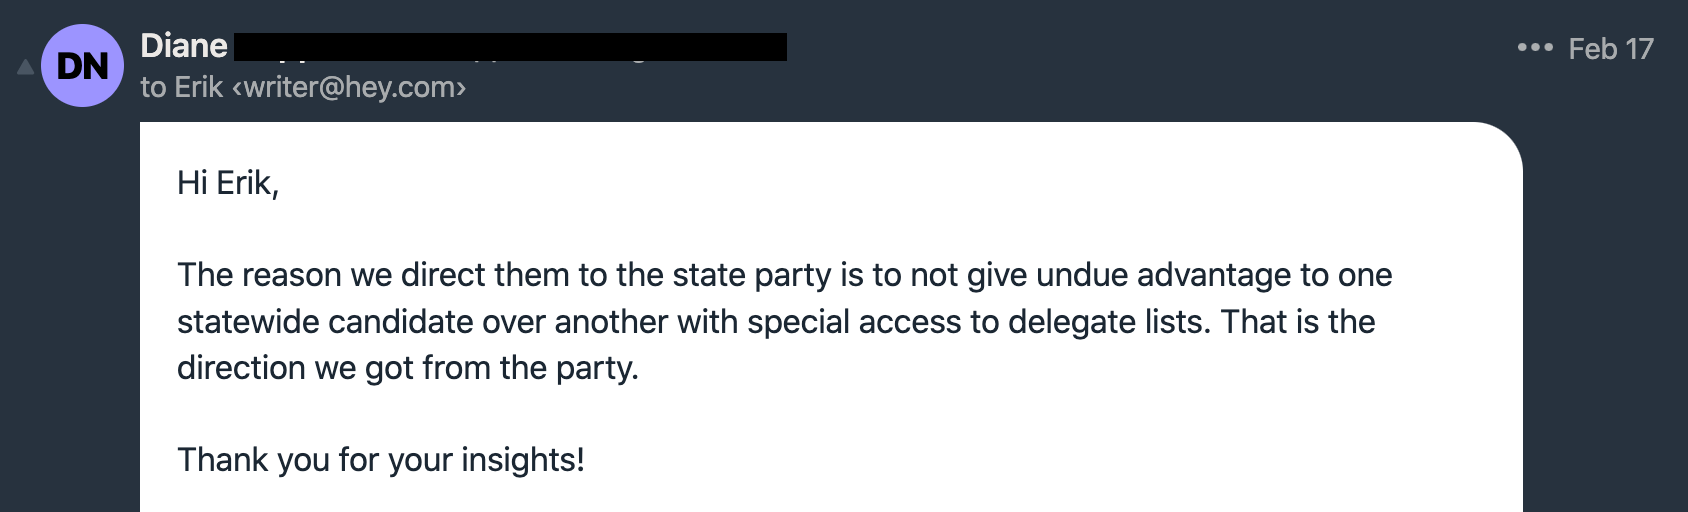 DN
Diane
••• Feb 17
to Erik <writer@hey.com>
Hi Erik,
The reason we direct them to the state party is to not give undue advantage to one
statewide candidate over another with special access to delegate lists. That is the
direction we got from the party.
Thank you for your insights!